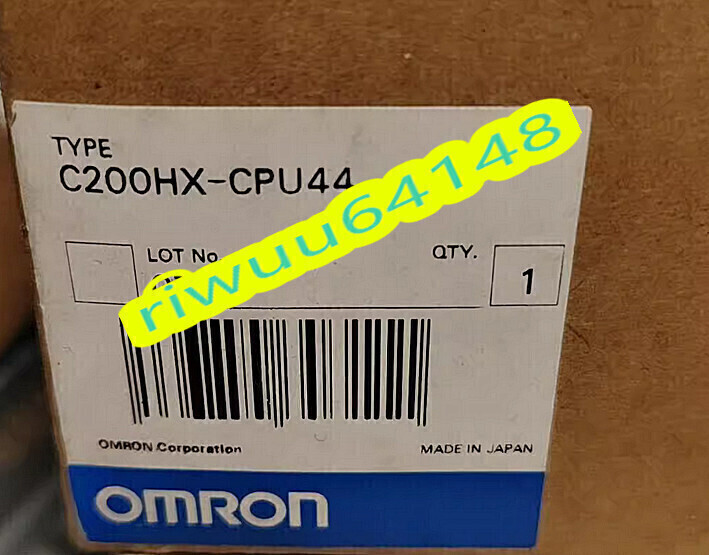 TYPE
C200HX-CPU44
riwuu64148
LOT No.
QTY.
1
OMRON Corporation
MADE IN JAPAN
OMRON